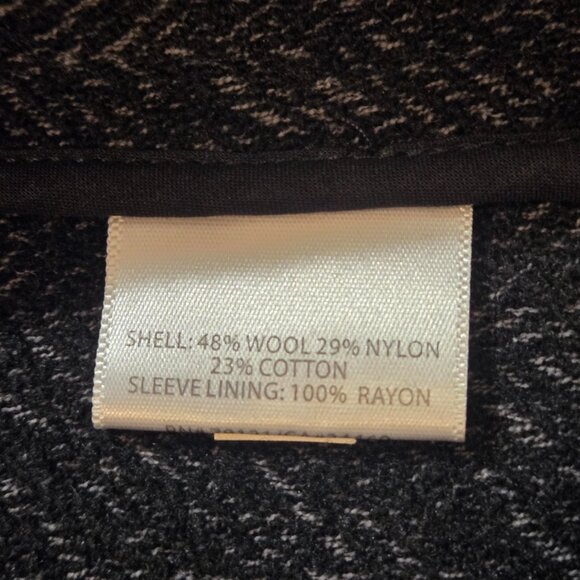 SHELL: 48% WOOL 29% NYLON
23% COTTON
SLEEVE LINING: 100% RAYON